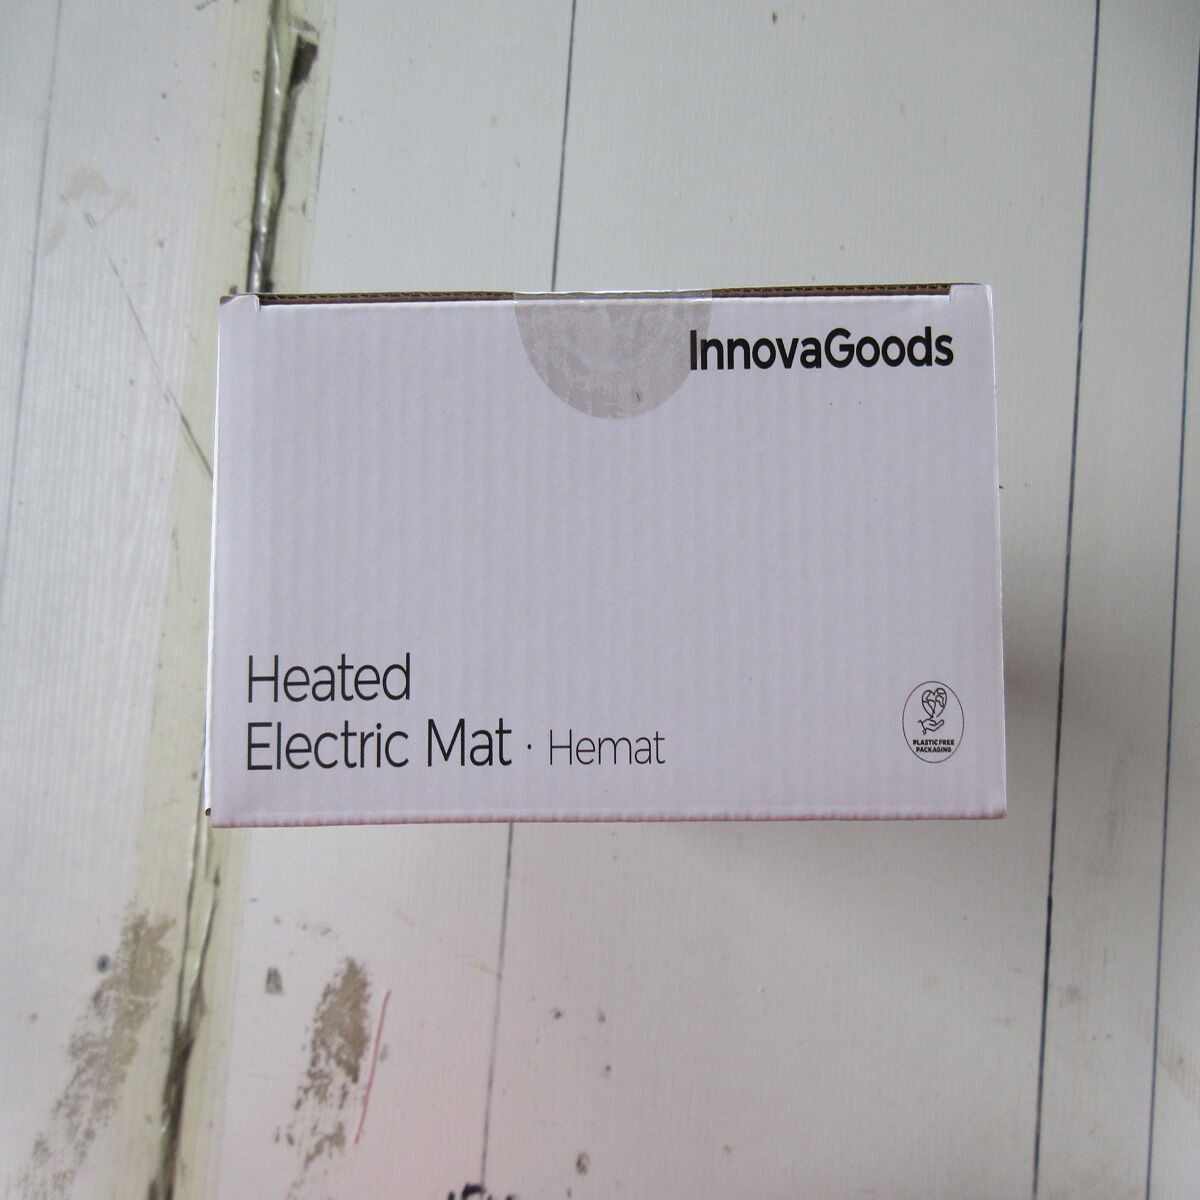 InnovaGoods
Heated
Electric Mat · Hemat
PLASTIC FREE
PACKAGING